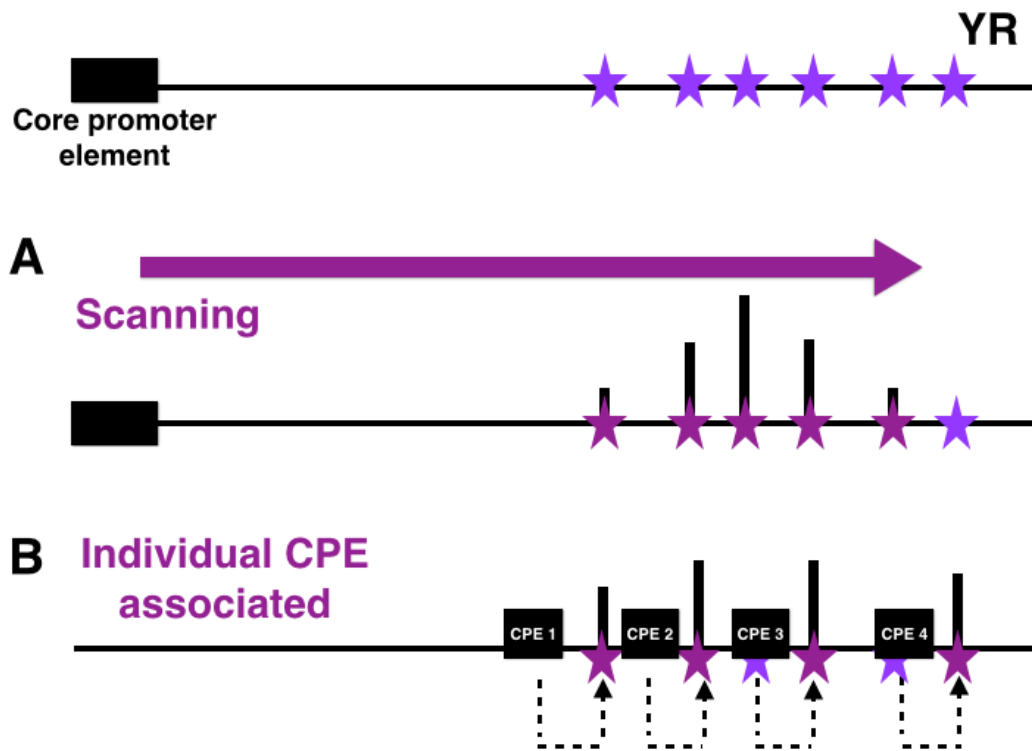 YR
Core promoter
element
A
Scanning
B
Individual CPE
associated
CPE 1
CPE 2
CPE 3
CPE 4